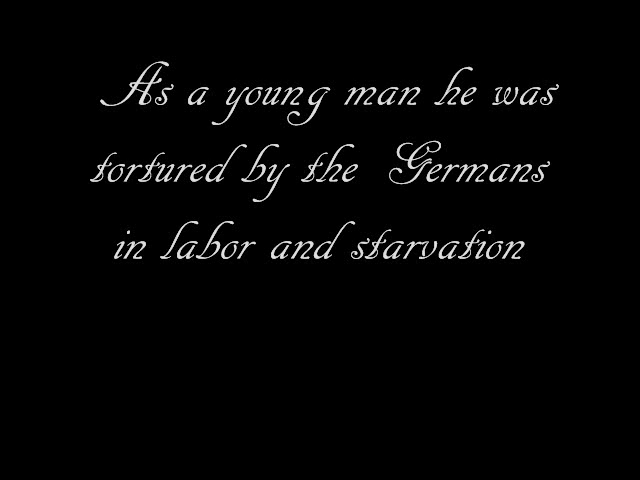 As a young man he was
tortured by the Germans
in labor and starvation